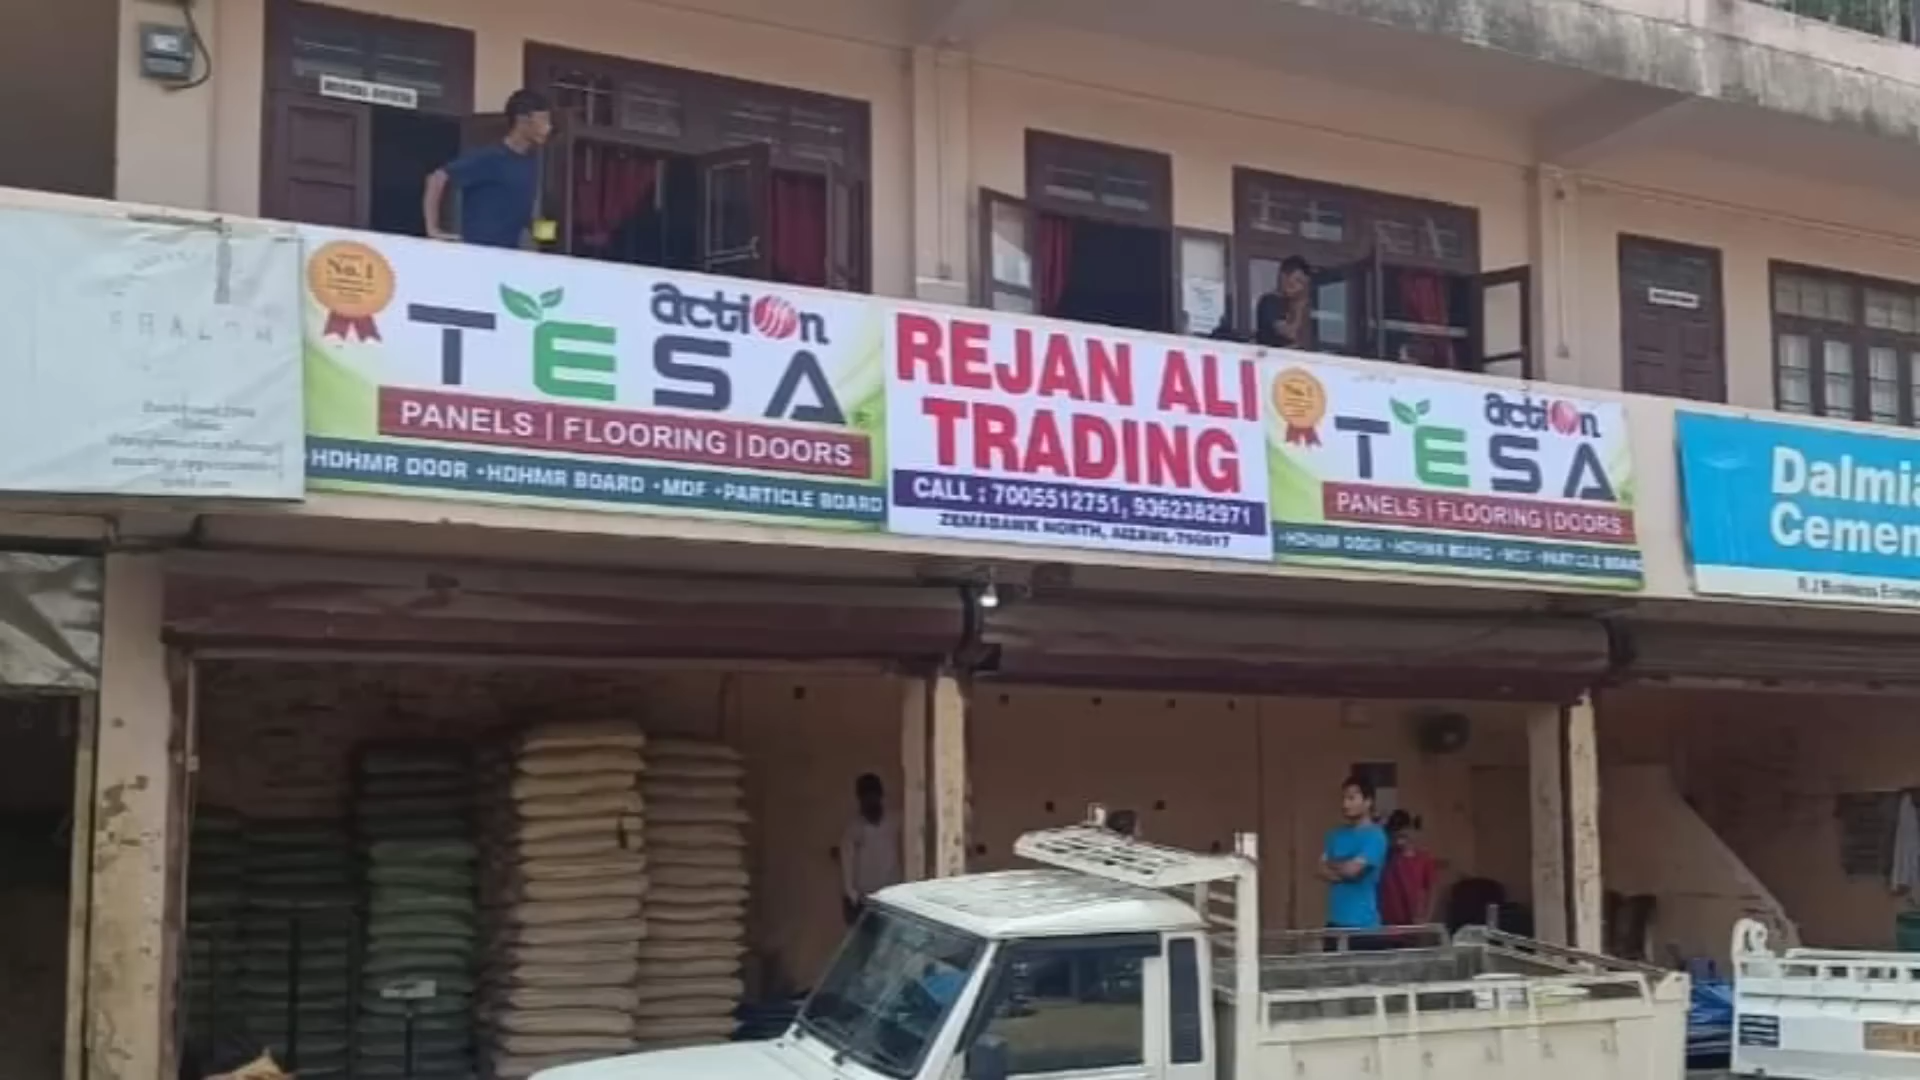 No.1
action
TESA
PANELS | FLOORING | DOORS
HDHMR DOOR •HDHMR BOARD •MDF •PARTICLE BOARD
REJAN ALI
TRADING
CALL : 7005512751, 9362382971
ZEMABAWK NORTH, AIZAWL-796017
No.1
action
TESA
PANELS | FLOORING | DOORS
•HDHMR DOOR •HDHMR BOARD •MDF •PARTICLE BOARD
Dalmia
Cemen